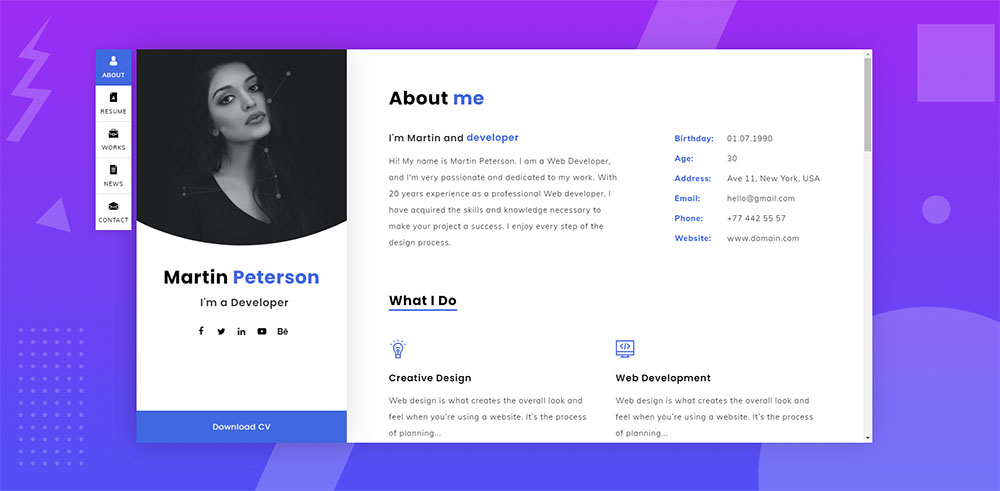 ABOUT
RESUME
WORKS
NEWS
CONTACT
Martin Peterson
I'm a Developer
Bē
Download CV
About me
I'm Martin and developer
Hi! My name is Martin Peterson. I am a Web Developer,
and I'm very passionate and dedicated to my work. With
20 years experience as a professional Web developer, I
have acquired the skills and knowledge necessary to
make your project a success. I enjoy every step of the
design process.
Birthday: 01.07.1990
Age: 30
Address: Ave 11, New York, USA
Email: hello@gmail.com
Phone: +77 442 55 57
Website: www.domain.com
What I Do
Creative Design
Web design is what creates the overall look and
feel when you're using a website. It's the process
of planning...
Web Development
Web design is what creates the overall look and
feel when you're using a website. It's the process
of planning...